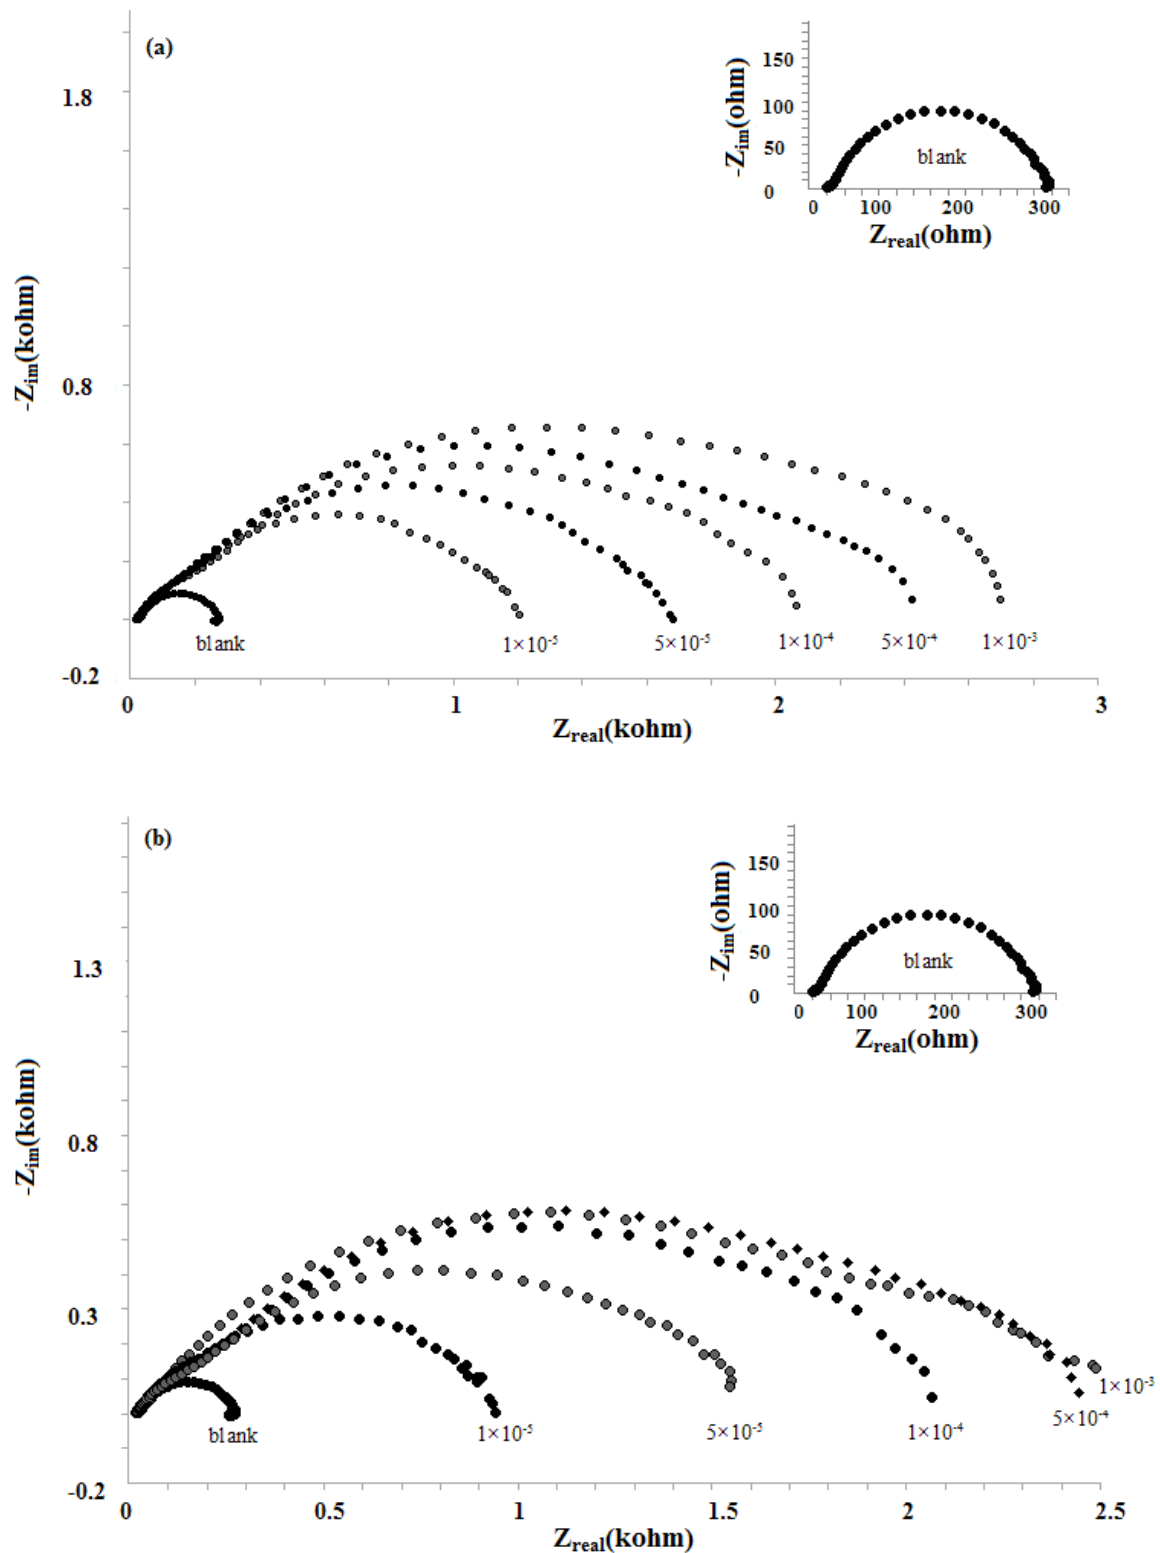 (a)
1.8
0.8
-0.2
-Zim(kohm)
0 1 2 3
Zreal(kohm)
blank 1×10-5 5×10-5 1×10-4 5×10-4 1×10-3
150
100
50
0
-Zim(ohm)
blank
0 100 200 300
Zreal(ohm)
(b)
1.3
0.8
0.3
-0.2
-Zim(kohm)
0 0.5 1 1.5 2 2.5
Zreal(kohm)
blank 1×10-5 5×10-5 1×10-4 5×10-4 1×10-3
150
100
50
0
-Zim(ohm)
blank
0 100 200 300
Zreal(ohm)